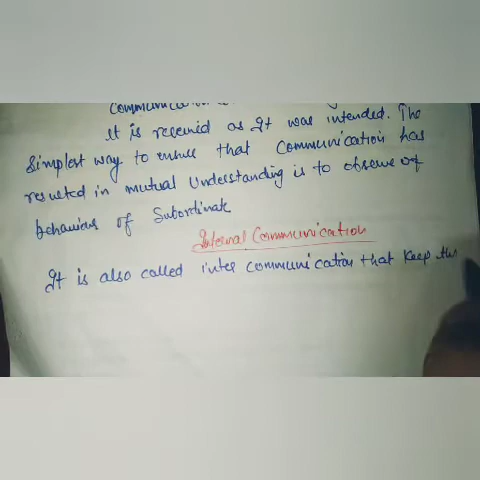 It is received as It was intended. The
Simplest way to ensure that Communication has
resulted in mutual Understanding is to observe of
behaviour of Subordinate
Internal Communication
It is also called inter communication that keep the